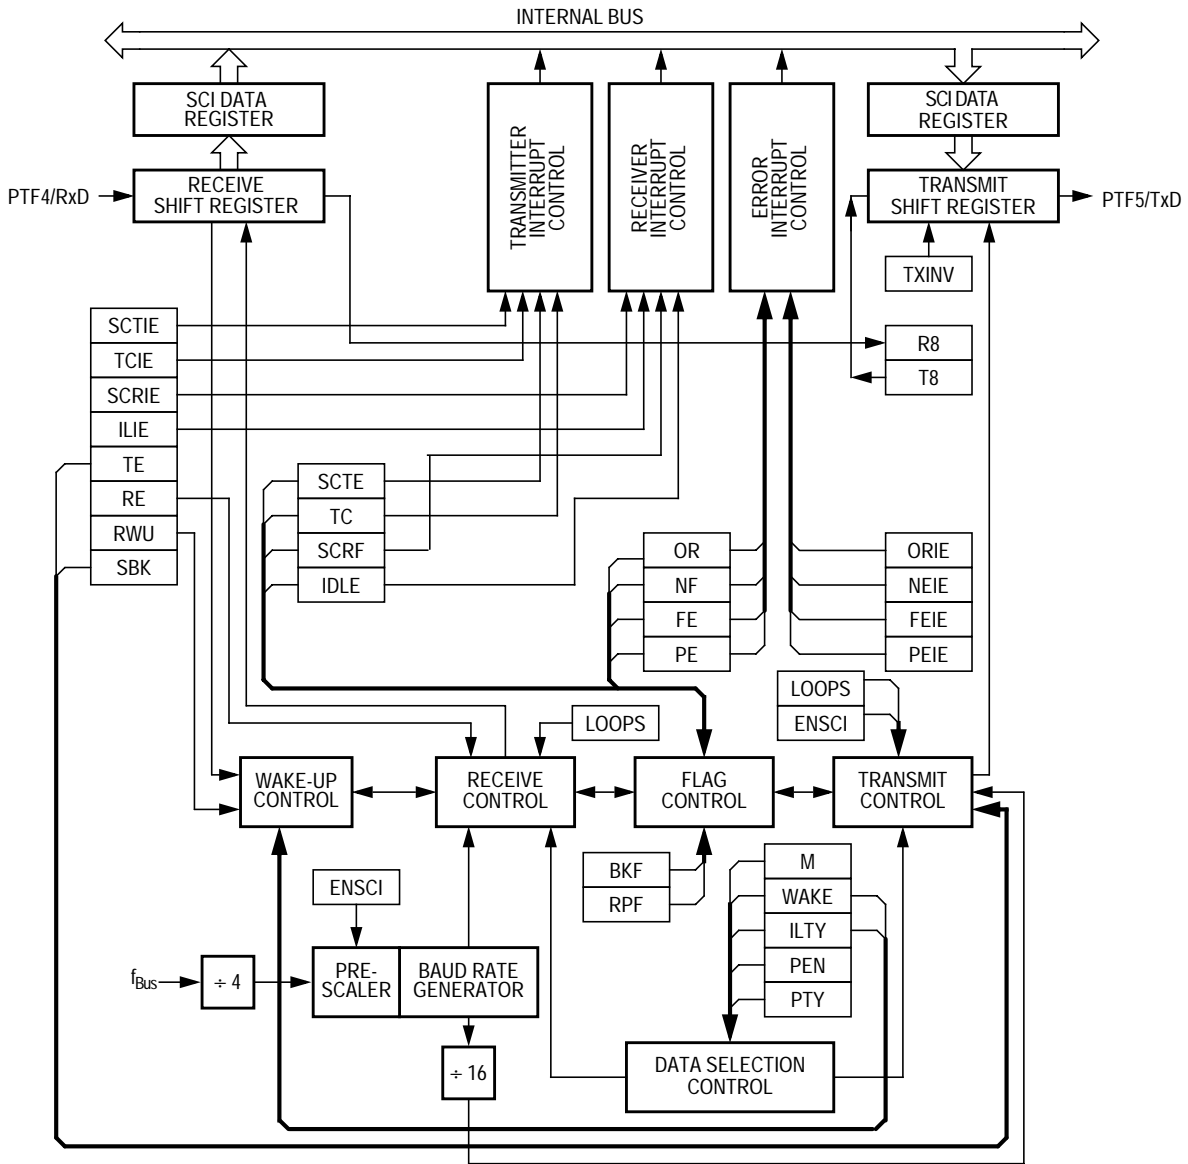 INTERNAL BUS
SCI DATA
REGISTER
TRANSMITTER
INTERRUPT
CONTROL
RECEIVER
INTERRUPT
CONTROL
ERROR
INTERRUPT
CONTROL
SCI DATA
REGISTER
PTF4/RxD
RECEIVE
SHIFT REGISTER
TRANSMIT
SHIFT REGISTER
PTF5/TxD
TXINV
SCTIE
TCIE
SCRIE
ILIE
TE
RE
RWU
SBK
R8
T8
SCTE
TC
SCRF
IDLE
OR
NF
FE
PE
ORIE
NEIE
FEIE
PEIE
LOOPS
ENSCI
LOOPS
WAKE-UP
CONTROL
RECEIVE
CONTROL
FLAG
CONTROL
TRANSMIT
CONTROL
BKF
RPF
M
WAKE
ILTY
PEN
PTY
ENSCI
fBus
÷ 4
PRE-
SCALER
BAUD RATE
GENERATOR
÷ 16
DATA SELECTION
CONTROL